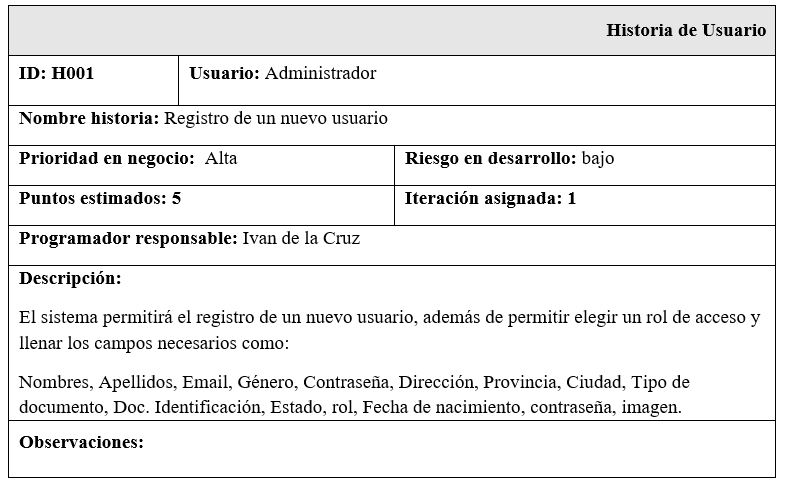 Historia de Usuario
ID: H001
Usuario: Administrador
Nombre historia: Registro de un nuevo usuario
Prioridad en negocio: Alta
Riesgo en desarrollo: bajo
Puntos estimados: 5
Iteración asignada: 1
Programador responsable: Ivan de la Cruz
Descripción:
El sistema permitirá el registro de un nuevo usuario, además de permitir elegir un rol de acceso y
llenar los campos necesarios como:
Nombres, Apellidos, Email, Género, Contraseña, Dirección, Provincia, Ciudad, Tipo de
documento, Doc. Identificación, Estado, rol, Fecha de nacimiento, contraseña, imagen.
Observaciones: